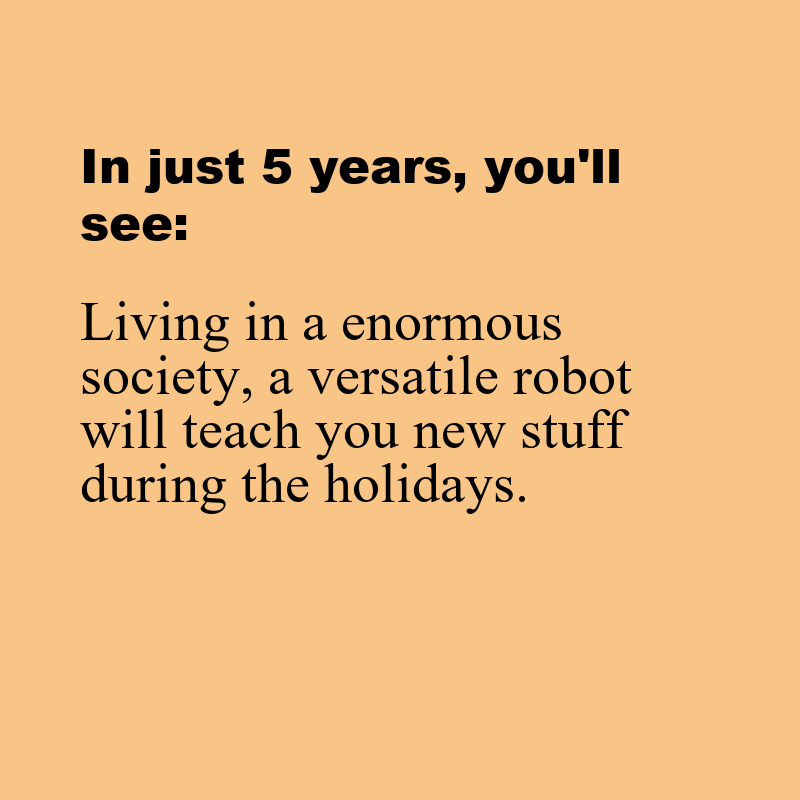 In just 5 years, you'll
see:
Living in a enormous
society, a versatile robot
will teach you new stuff
during the holidays.